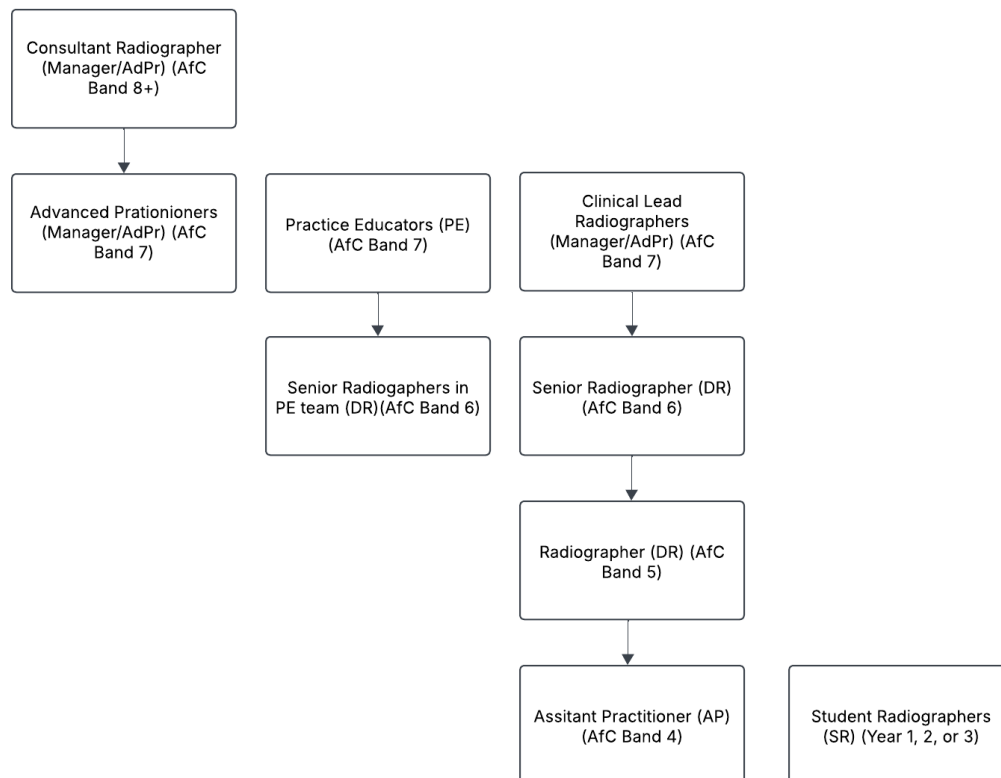 Consultant Radiographer
(Manager/AdPr) (AfC
Band 8+)
Advanced Prationioners
(Manager/AdPr) (AfC
Band 7)
Practice Educators (PE)
(AfC Band 7)
Clinical Lead
Radiographers
(Manager/AdPr) (AfC
Band 7)
Senior Radiogaphers in
PE team (DR)(AfC Band 6)
Senior Radiographer (DR)
(AfC Band 6)
Radiographer (DR) (AfC
Band 5)
Assitant Practitioner (AP)
(AfC Band 4)
Student Radiographers
(SR) (Year 1, 2, or 3)